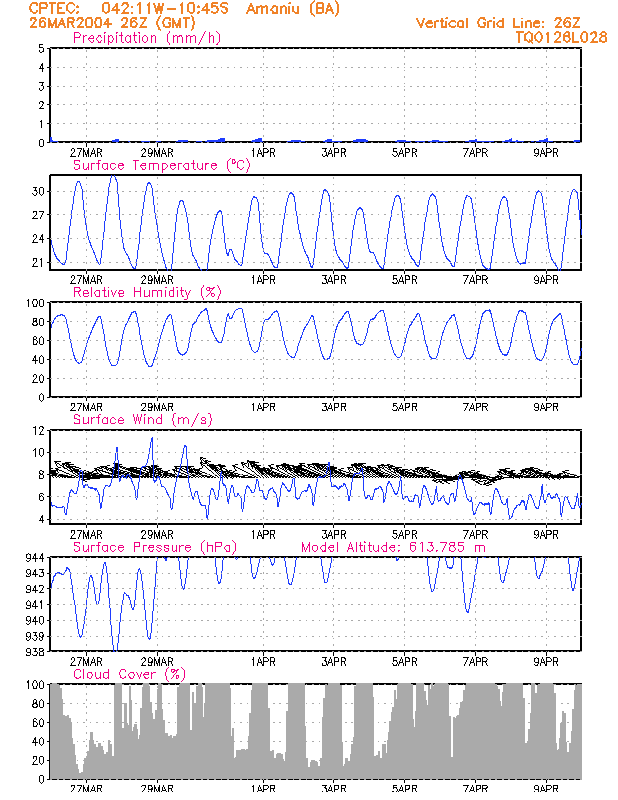 CPTEC: 042:11W-10:45S Amaniu (BA)
26MAR2004 26Z (GMT) Vertical Grid Line: 26Z
Precipitation (mm/h) TQ0126L028
5
4
3
2
1
0
27MAR 29MAR 1APR 3APR 5APR 7APR 9APR
Surface Temperature (°C)
30
27
24
21
27MAR 29MAR 1APR 3APR 5APR 7APR 9APR
Relative Humidity (%)
100
80
60
40
20
0
27MAR 29MAR 1APR 3APR 5APR 7APR 9APR
Surface Wind (m/s)
12
10
8
6
4
27MAR 29MAR 1APR 3APR 5APR 7APR 9APR
Surface Pressure (hPa) Model Altitude: 613.785 m
944
943
942
941
940
939
938
27MAR 29MAR 1APR 3APR 5APR 7APR 9APR
Cloud Cover (%)
100
80
60
40
20
0
27MAR 29MAR 1APR 3APR 5APR 7APR 9APR